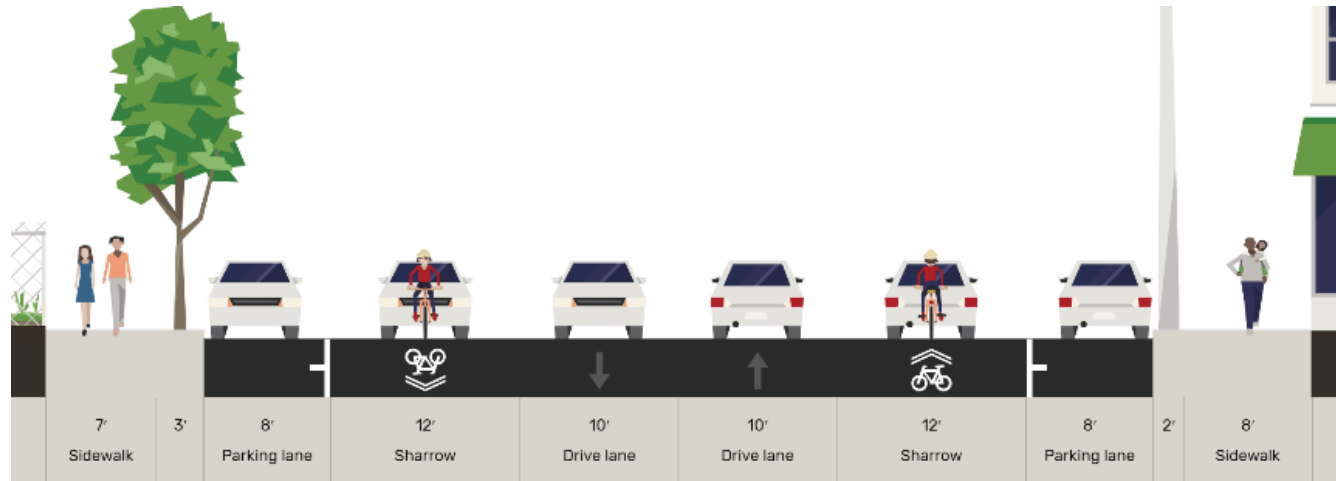 7' 3' 8' 12' 10' 10' 12' 8' 2' 8'
Sidewalk Parking lane Sharrow Drive lane Drive lane Sharrow Parking lane Sidewalk